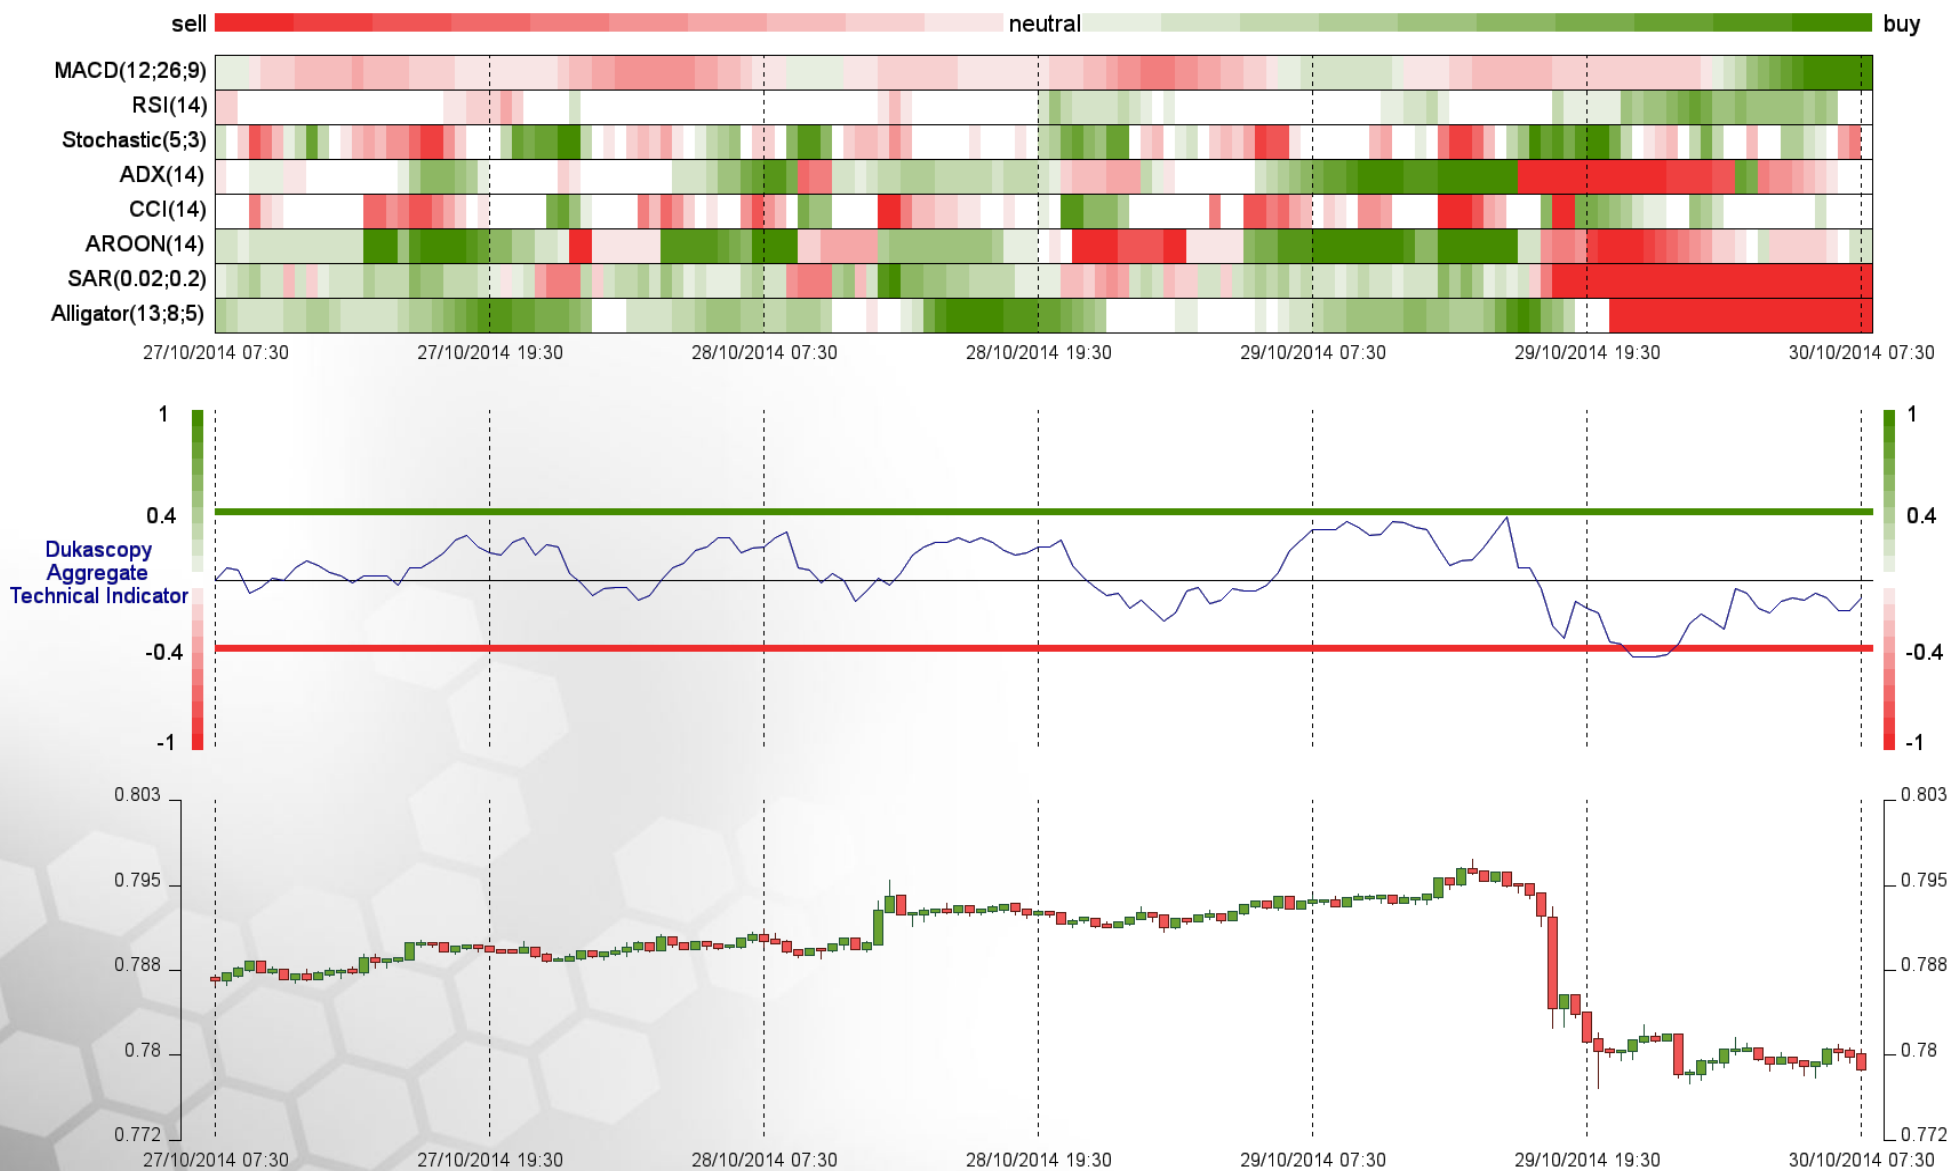 sell neutral buy
MACD(12;26;9)
RSI(14)
Stochastic(5;3)
ADX(14)
CCI(14)
AROON(14)
SAR(0.02;0.2)
Alligator(13;8;5)
27/10/2014 07:30 27/10/2014 19:30 28/10/2014 07:30 28/10/2014 19:30 29/10/2014 07:30 29/10/2014 19:30 30/10/2014 07:30
1 1
0.4 0.4
Dukascopy
Aggregate
Technical Indicator
-0.4 -0.4
-1 -1
0.803 0.803
0.795 0.795
0.788 0.788
0.78 0.78
0.772 0.772
27/10/2014 07:30 27/10/2014 19:30 28/10/2014 07:30 28/10/2014 19:30 29/10/2014 07:30 29/10/2014 19:30 30/10/2014 07:30